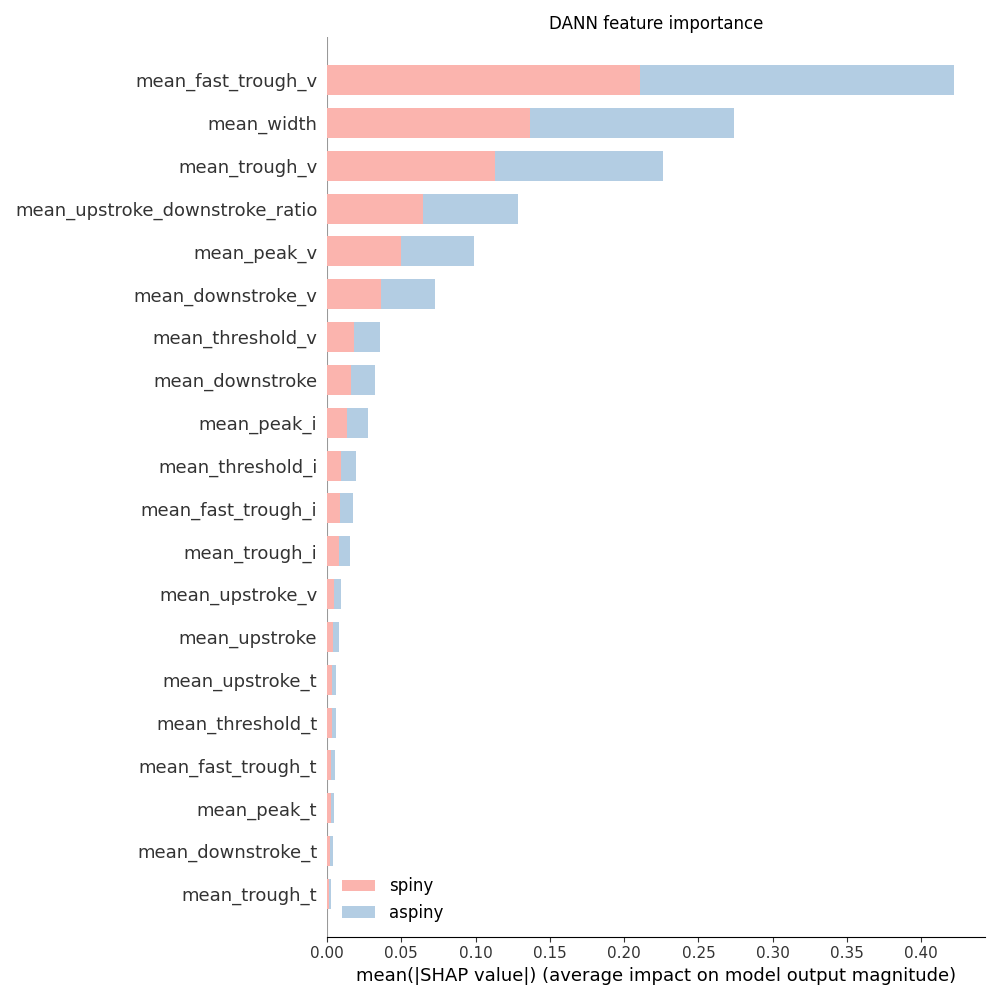 DANN feature importance
mean_fast_trough_v
mean_width
mean_trough_v
mean_upstroke_downstroke_ratio
mean_peak_v
mean_downstroke_v
mean_threshold_v
mean_downstroke
mean_peak_i
mean_threshold_i
mean_fast_trough_i
mean_trough_i
mean_upstroke_v
mean_upstroke
mean_upstroke_t
mean_threshold_t
mean_fast_trough_t
mean_peak_t
mean_downstroke_t
mean_trough_t
spiny
aspiny
0.00 0.05 0.10 0.15 0.20 0.25 0.30 0.35 0.40
mean(|SHAP value|) (average impact on model output magnitude)